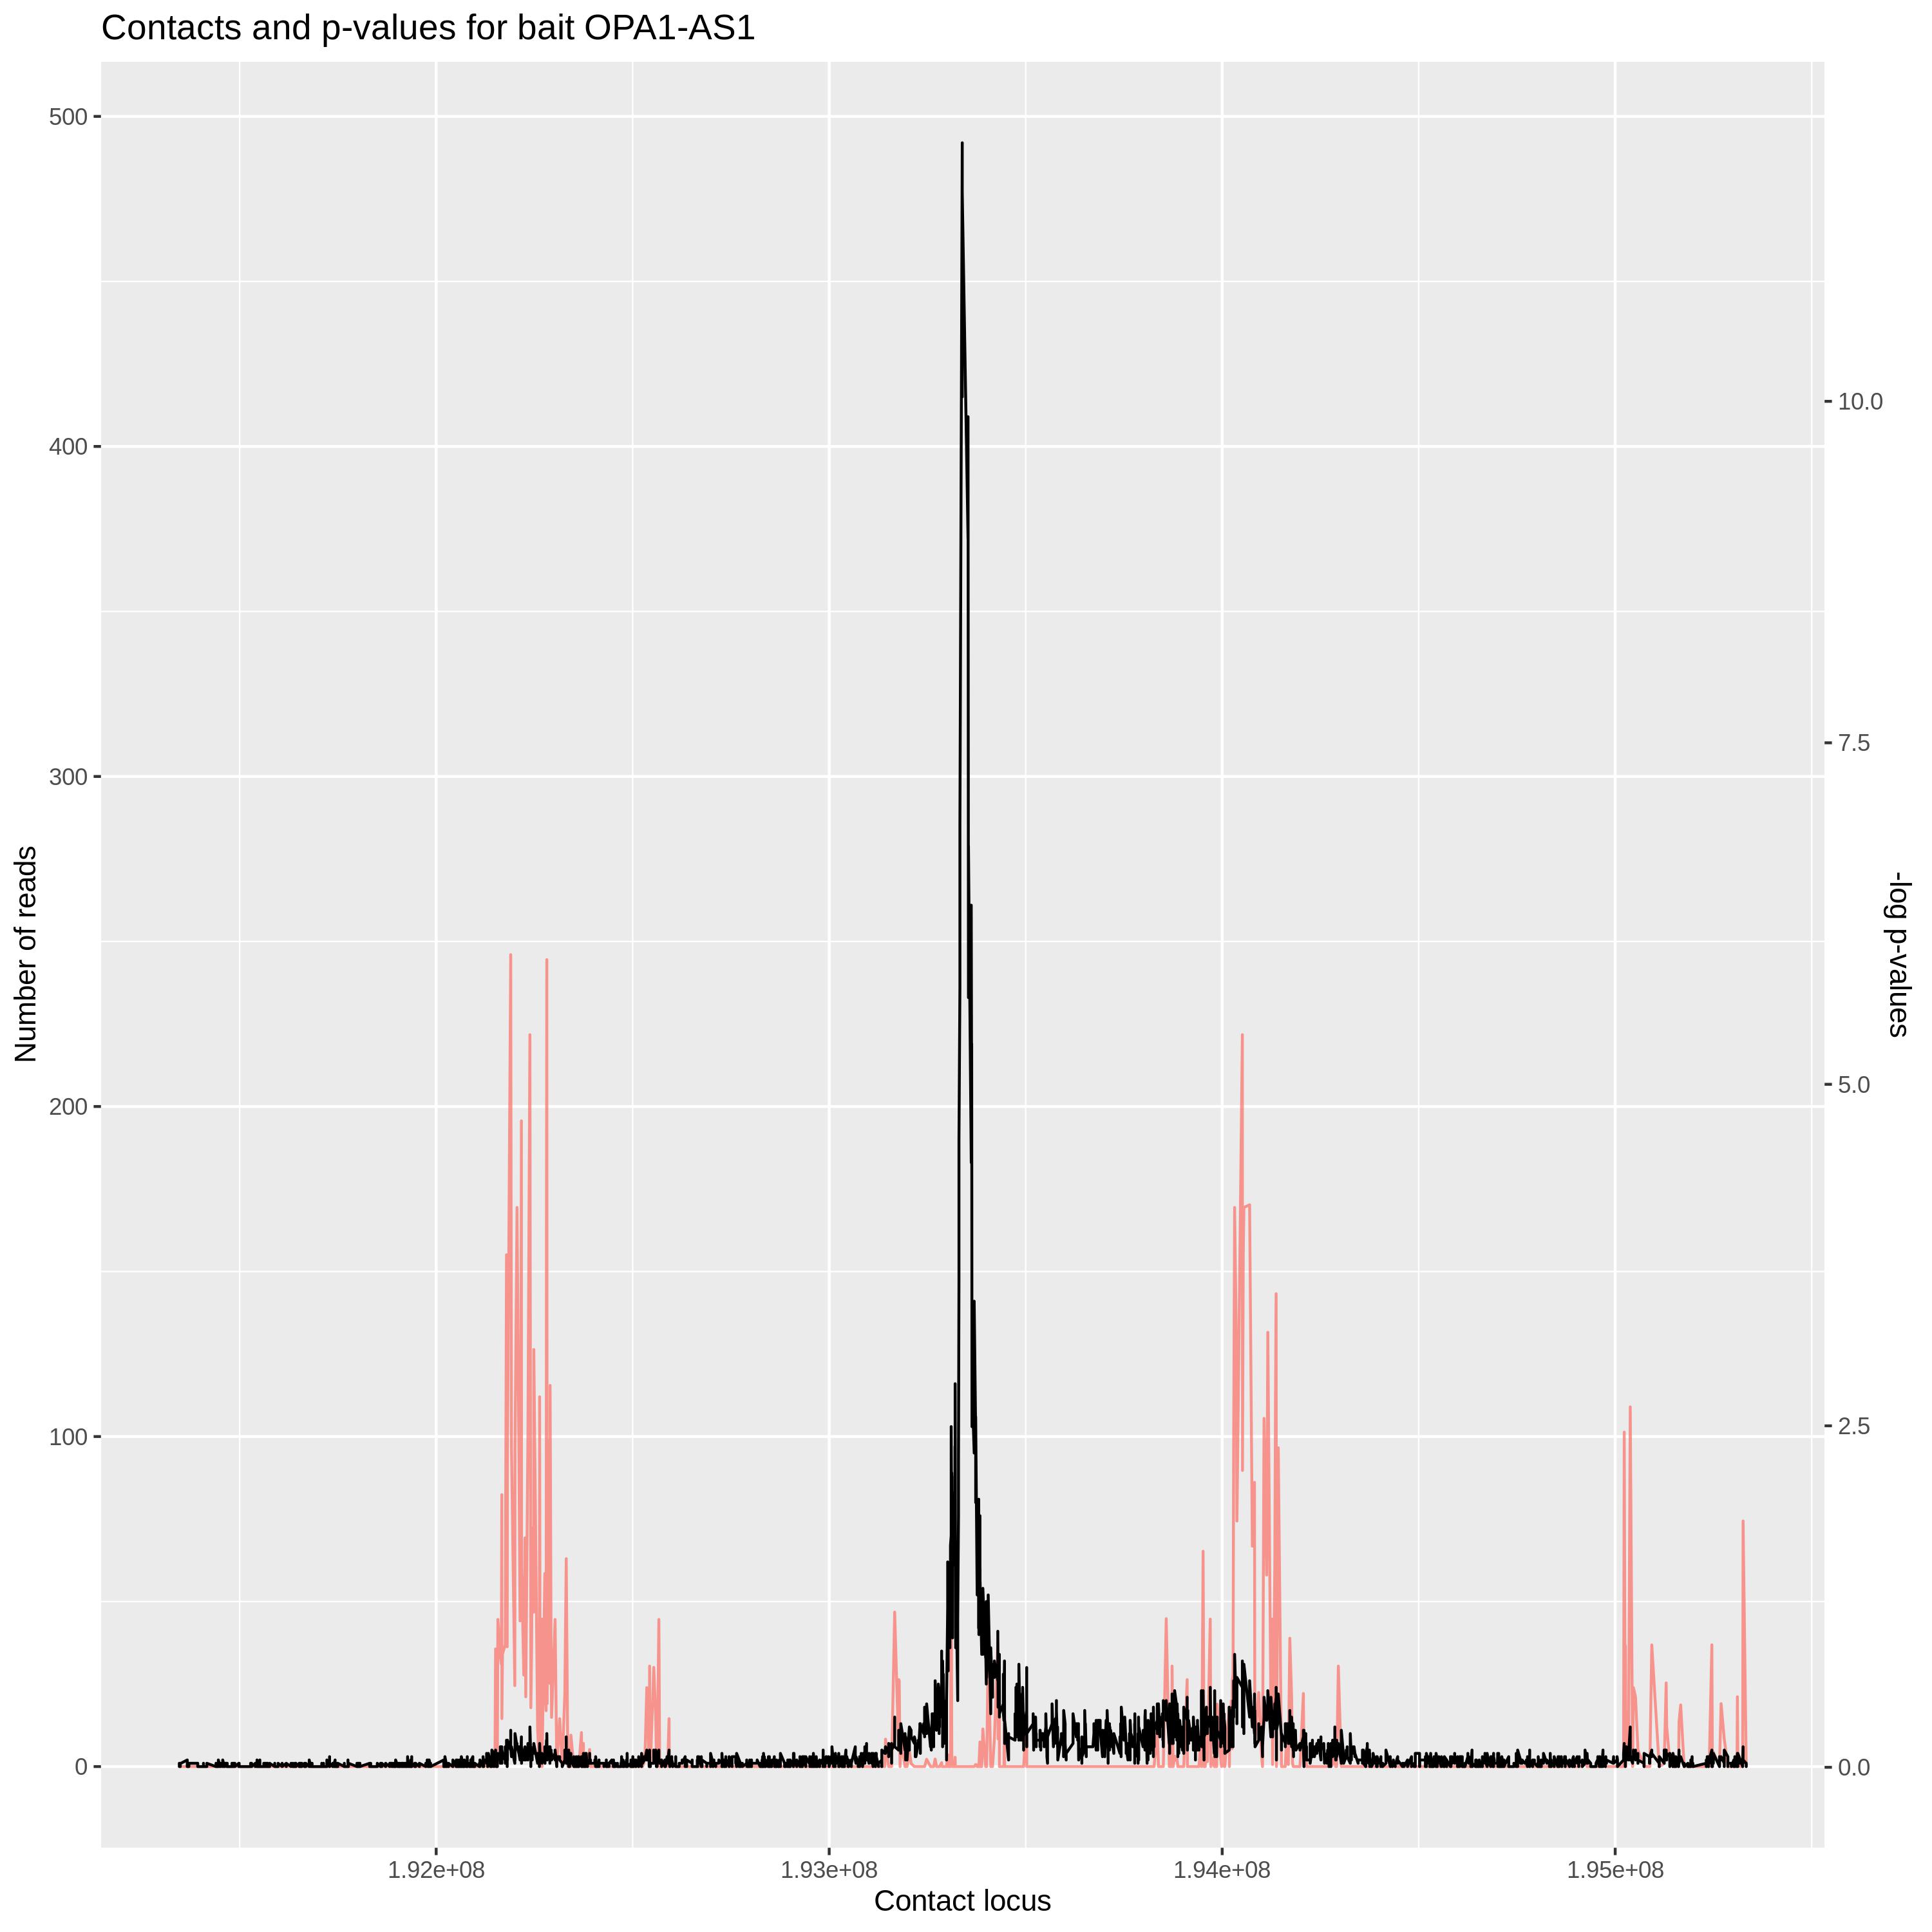 Contacts and p-values for bait OPA1-AS1
500
400
300
200
100
0
Number of reads
10.0
7.5
5.0
2.5
0.0
-log p-values
1.92e+08
1.93e+08
1.94e+08
1.95e+08
Contact locus